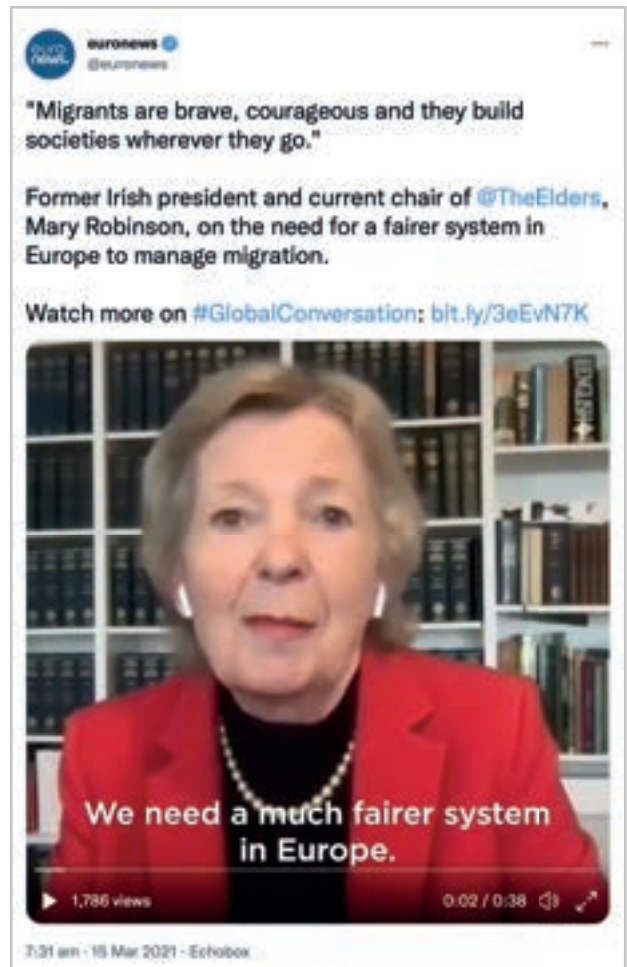 euro
news.
euronews
@euronews
"Migrants are brave, courageous and they build
societies wherever they go."
Former Irish president and current chair of @TheElders,
Mary Robinson, on the need for a fairer system in
Europe to manage migration.
Watch more on #GlobalConversation: bit.ly/3eEvN7K
We need a much fairer system
in Europe.
1,786 views
0:02 / 0:38
7:31 am · 15 Mar 2021 · Echobox